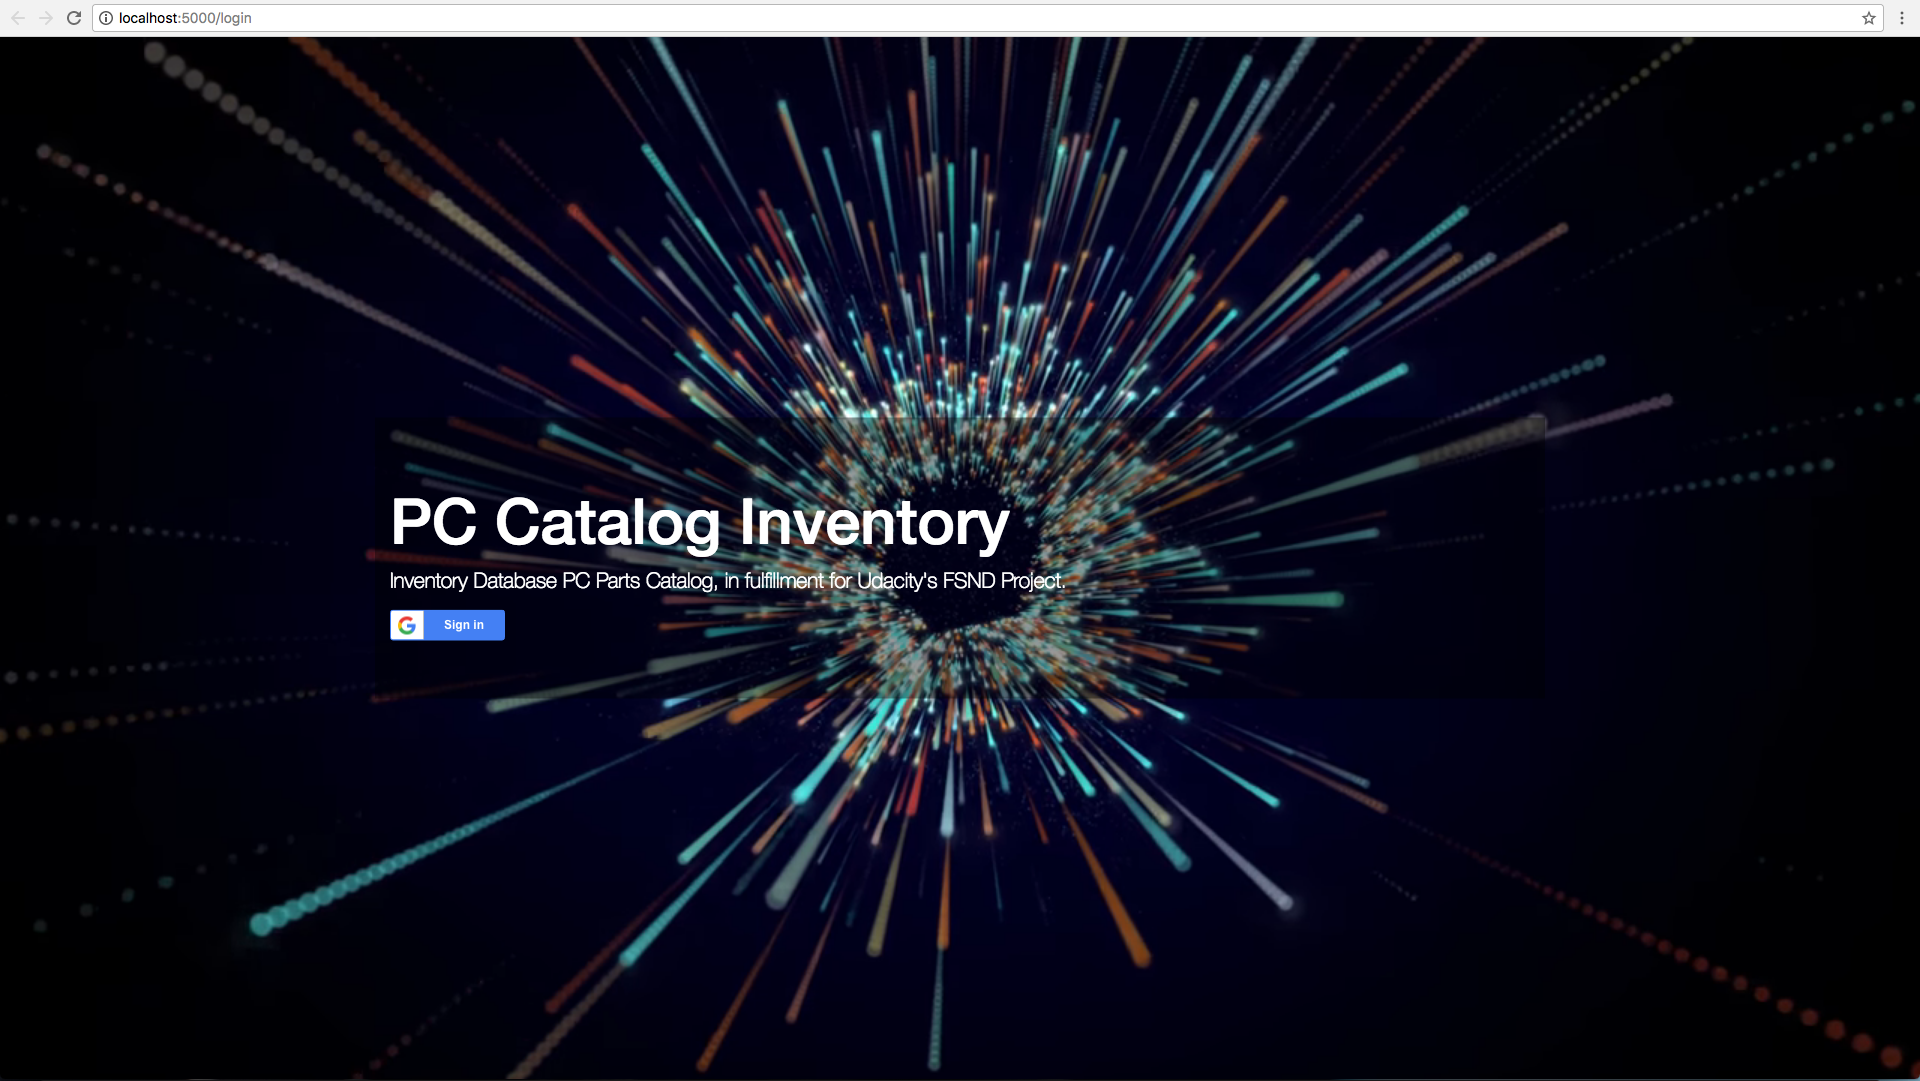 localhost:5000/login
PC Catalog Inventory
Inventory Database PC Parts Catalog, in fulfillment for Udacity's FSND Project.
Sign in